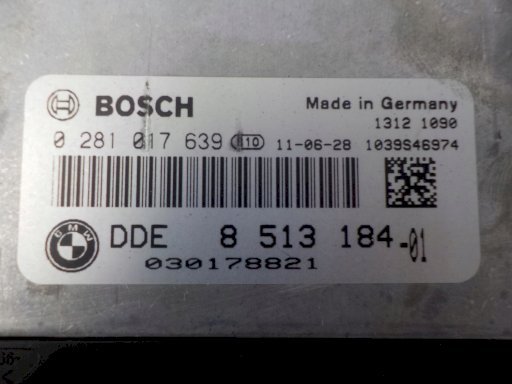 BOSCH Made in Germany
1312 1090
0 281 017 639 11-06-28 1039S46974
BMW DDE 8 513 184-01
030178821